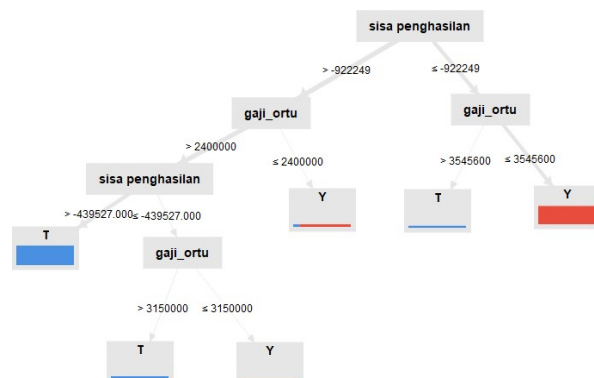 sisa penghasilan
> -922249
≤ -922249
gaji_ortu
gaji_ortu
> 2400000
≤ 2400000
> 3545600
≤ 3545600
sisa penghasilan
Y
T
Y
> -439527.000
≤ -439527.000
T
gaji_ortu
> 3150000
≤ 3150000
T
Y